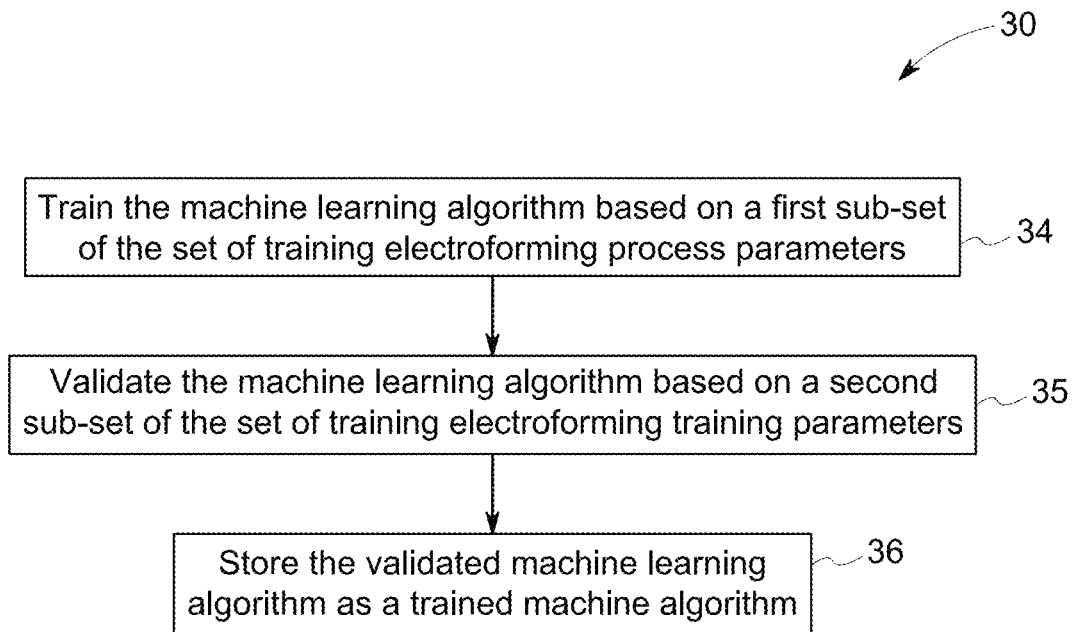 30
Train the machine learning algorithm based on a first sub-set
of the set of training electroforming process parameters
34
Validate the machine learning algorithm based on a second
sub-set of the set of training electroforming training parameters
35
Store the validated machine learning
algorithm as a trained machine algorithm
36